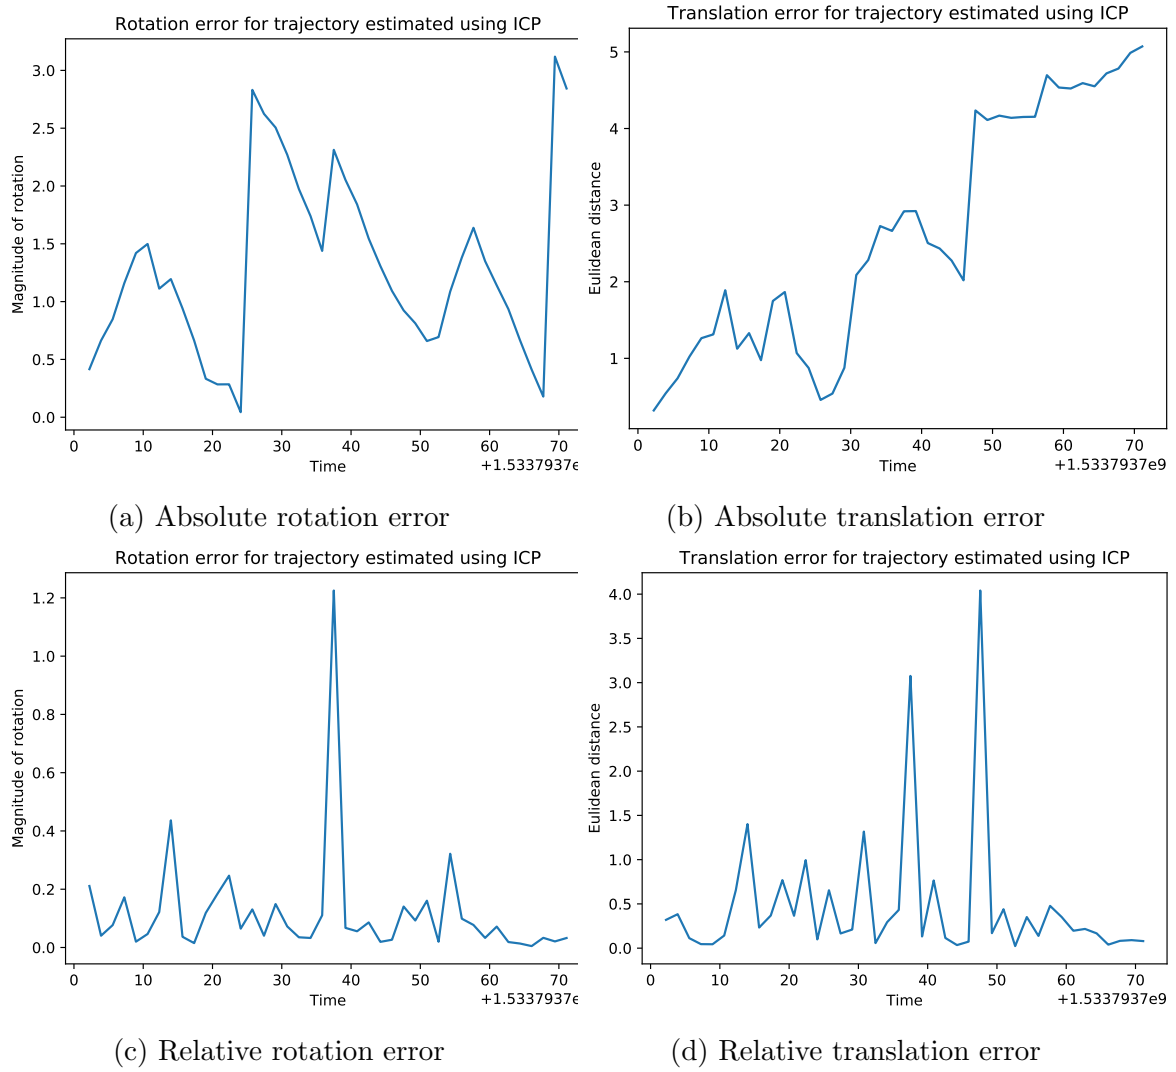 Rotation error for trajectory estimated using ICP
Magnitude of rotation
3.0
2.5
2.0
1.5
1.0
0.5
0.0
0 10 20 30 40 50 60 70
Time
+1.5337937e
(a) Absolute rotation error
Translation error for trajectory estimated using ICP
Eulidean distance
5
4
3
2
1
0 10 20 30 40 50 60 70
Time
+1.5337937e9
(b) Absolute translation error
Rotation error for trajectory estimated using ICP
Magnitude of rotation
1.2
1.0
0.8
0.6
0.4
0.2
0.0
0 10 20 30 40 50 60 70
Time
+1.5337937e
(c) Relative rotation error
Translation error for trajectory estimated using ICP
Eulidean distance
4.0
3.5
3.0
2.5
2.0
1.5
1.0
0.5
0.0
0 10 20 30 40 50 60 70
Time
+1.5337937e9
(d) Relative translation error